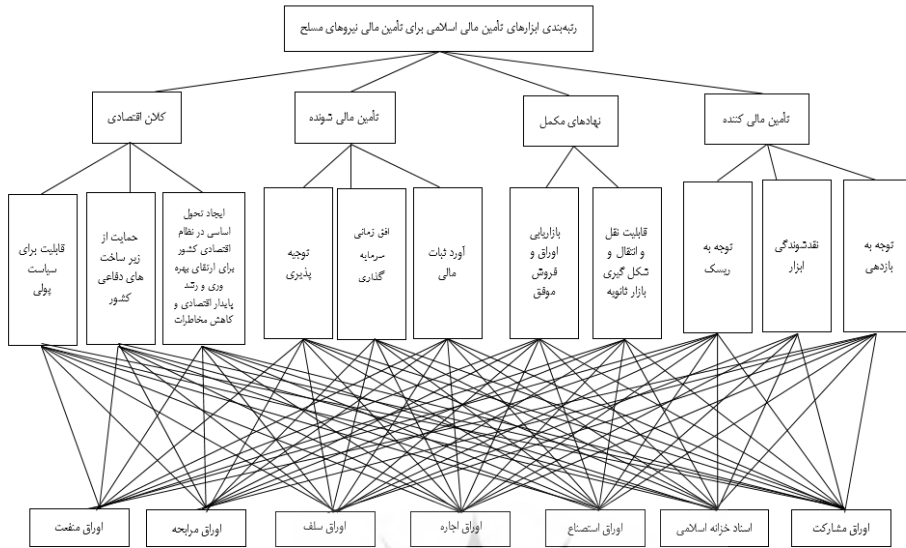 رتبه‌بندی ابزارهای تأمین مالی اسلامی برای تأمین مالی نیروهای مسلح
تأمین مالی کننده
نهادهای مکمل
تأمین مالی شونده
کلان اقتصادی
توجه به
بازدهی
نقدشوندگی
ابزار
توجه به
ریسک
قابلیت نقل
و انتقال و
شکل گیری
بازار ثانویه
بازاریابی
اوراق و
فروش
موفق
آورد ثبات
مالی
افق زمانی
سرمایه
گذاری
توجیه
پذیری
ایجاد تحول
اساسی در نظام
اقتصادی کشور
برای ارتقای بهره
وری و رشد
پایدار اقتصادی و
کاهش مخاطرات
حمایت از
زیر ساخت
های دفاعی
کشور
قابلیت برای
سیاست
پولی
اوراق مشارکت
اسناد خزانه اسلامی
اوراق استصناع
اوراق اجاره
اوراق سلف
اوراق مرابحه
اوراق منفعت